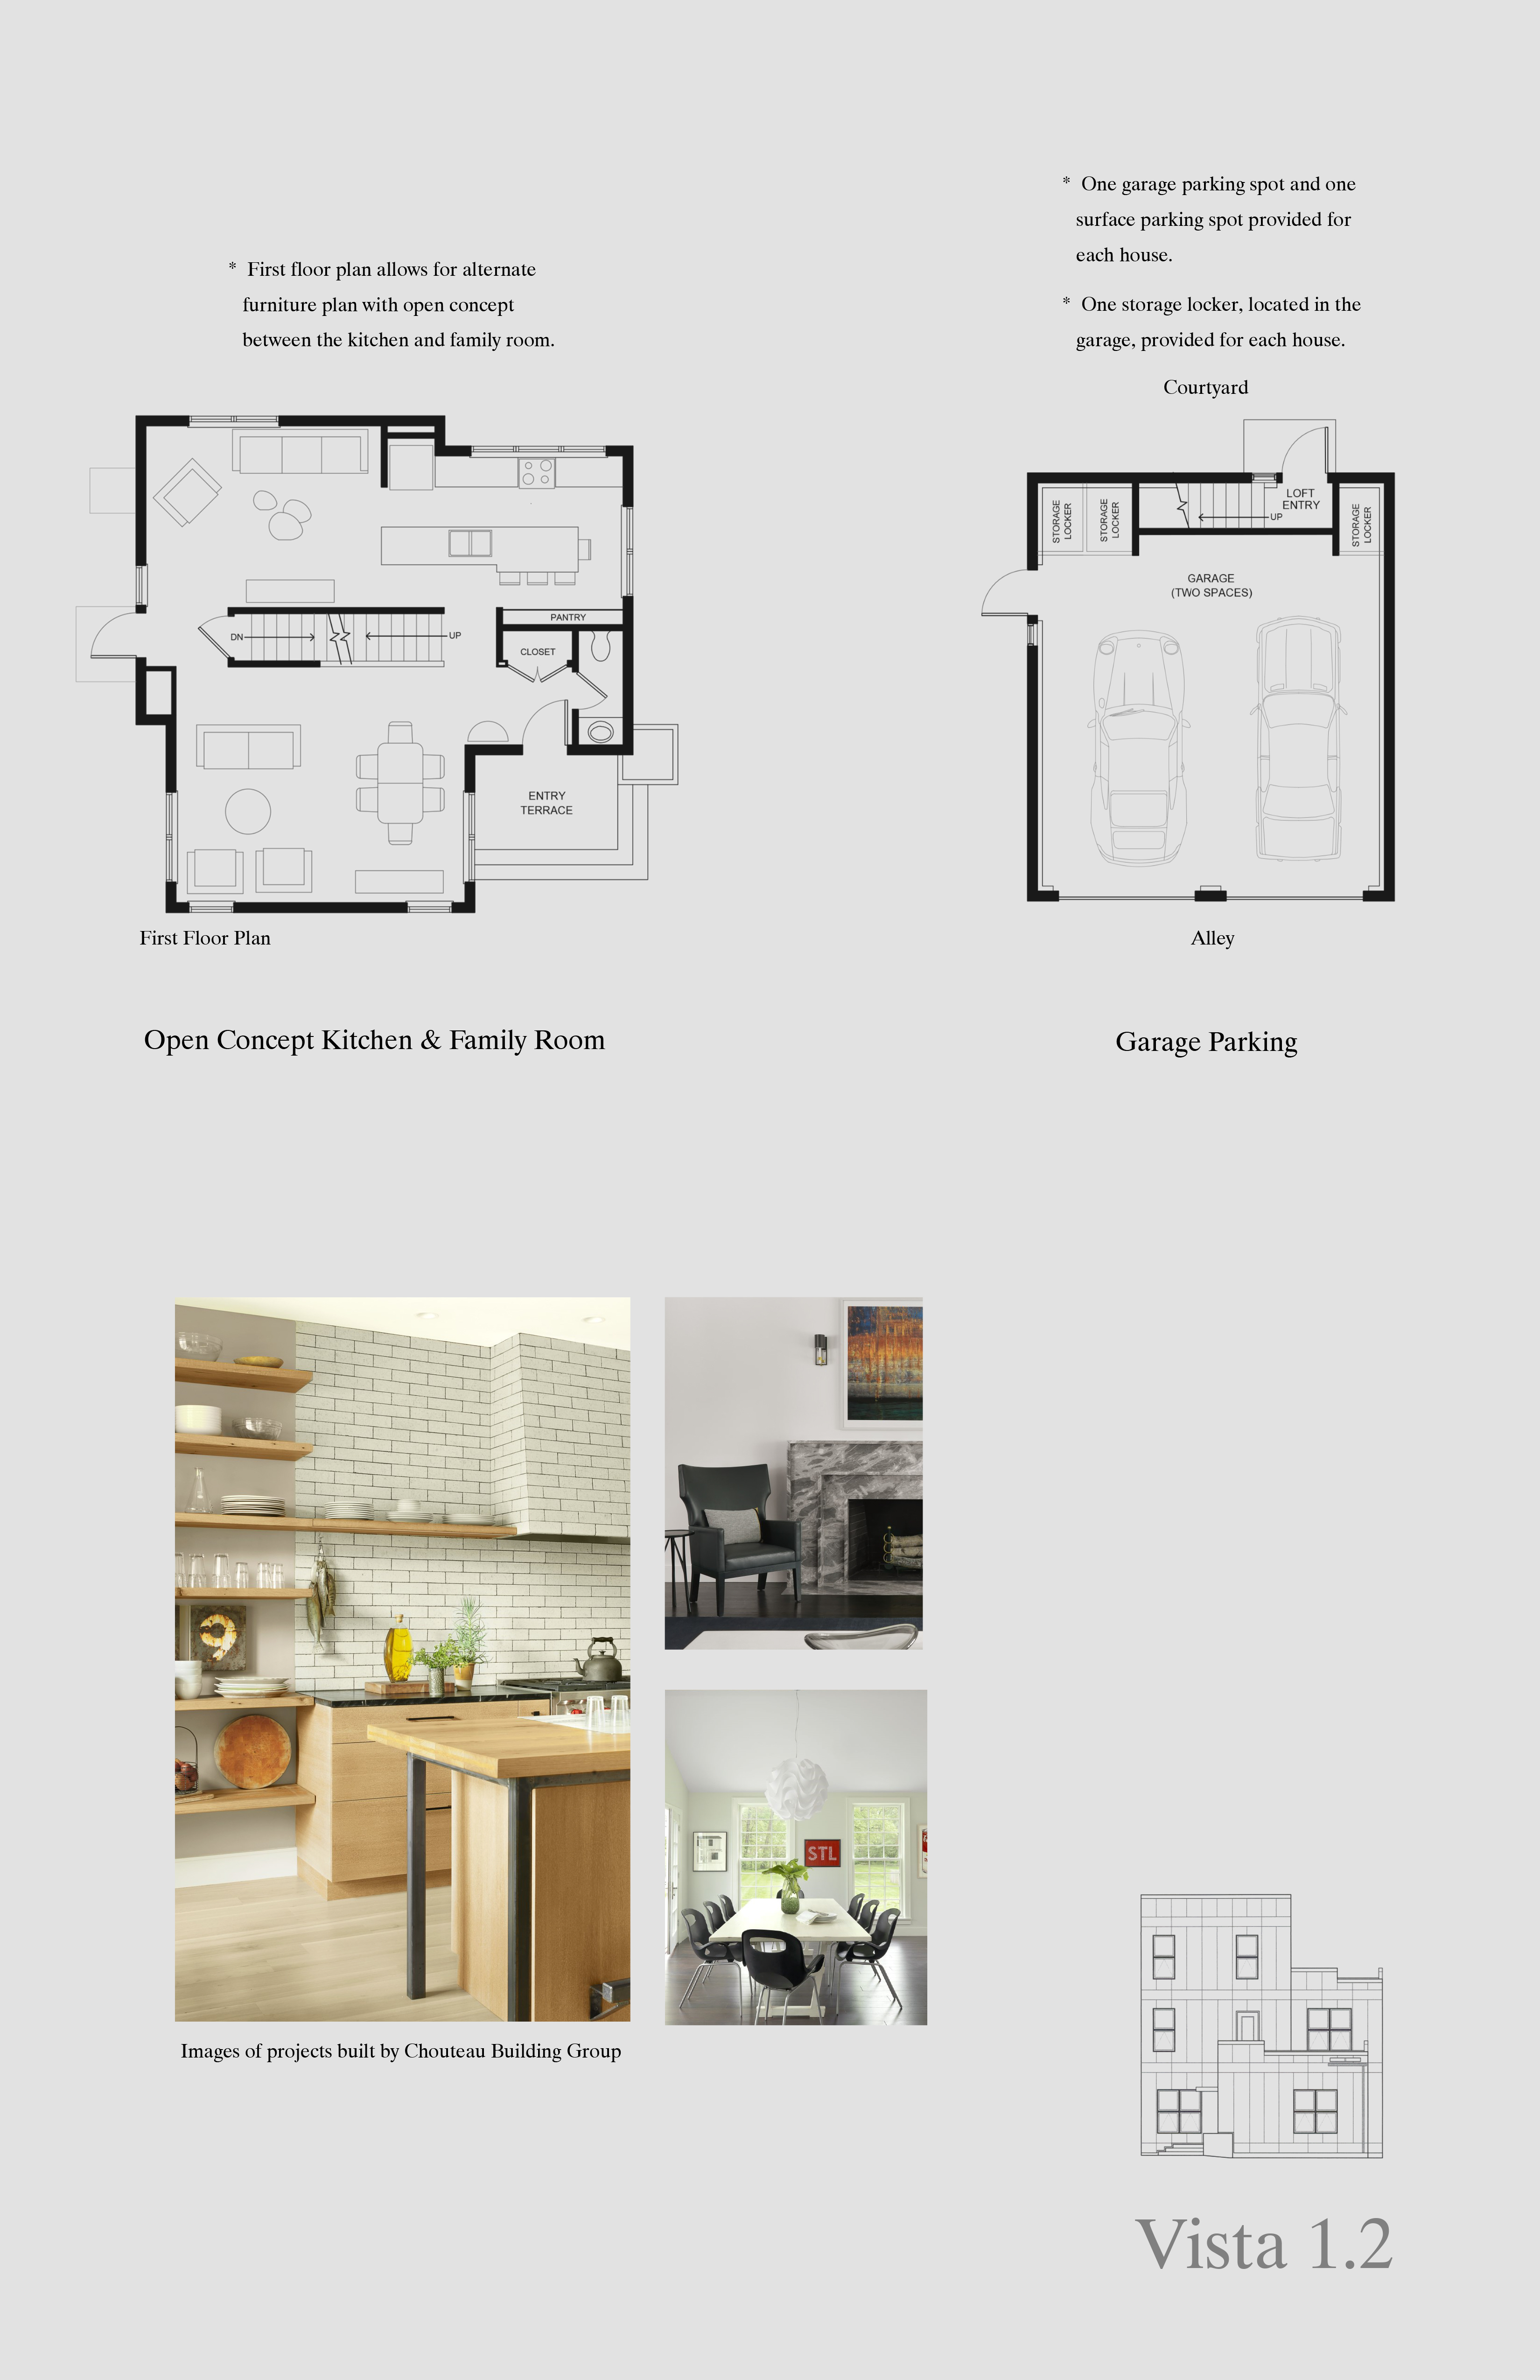 * First floor plan allows for alternate
furniture plan with open concept
between the kitchen and family room.
* One garage parking spot and one
surface parking spot provided for
each house.
* One storage locker, located in the
garage, provided for each house.
Courtyard
DN
UP
PANTRY
CLOSET
ENTRY
TERRACE
First Floor Plan
STORAGE
LOCKER
STORAGE
LOCKER
UP
LOFT
ENTRY
STORAGE
LOCKER
GARAGE
(TWO SPACES)
Alley
Open Concept Kitchen & Family Room
Garage Parking
9
STL
Images of projects built by Chouteau Building Group
Vista 1.2